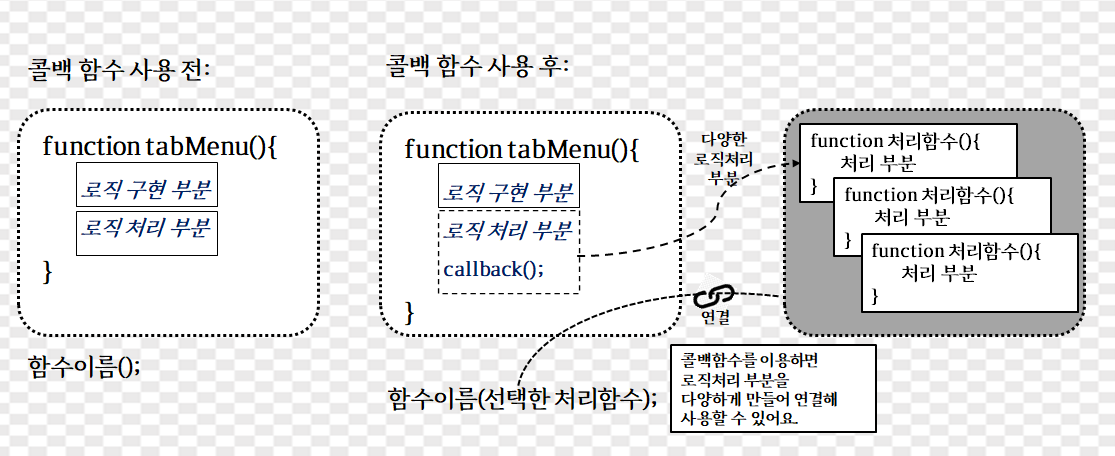 콜백 함수 사용 전:
function tabMenu(){
로직 구현 부분
로직 처리 부분
}
함수이름();
콜백 함수 사용 후:
function tabMenu(){
로직 구현 부분
로직 처리 부분
callback();
}
함수이름(선택한 처리함수);
다양한
로직처리
부분
연결
function 처리함수(){
처리 부분
}
function 처리함수(){
처리 부분
}
function 처리함수(){
처리 부분
}
콜백함수를 이용하면
로직처리 부분을
다양하게 만들어 연결해
사용할 수 있어요.